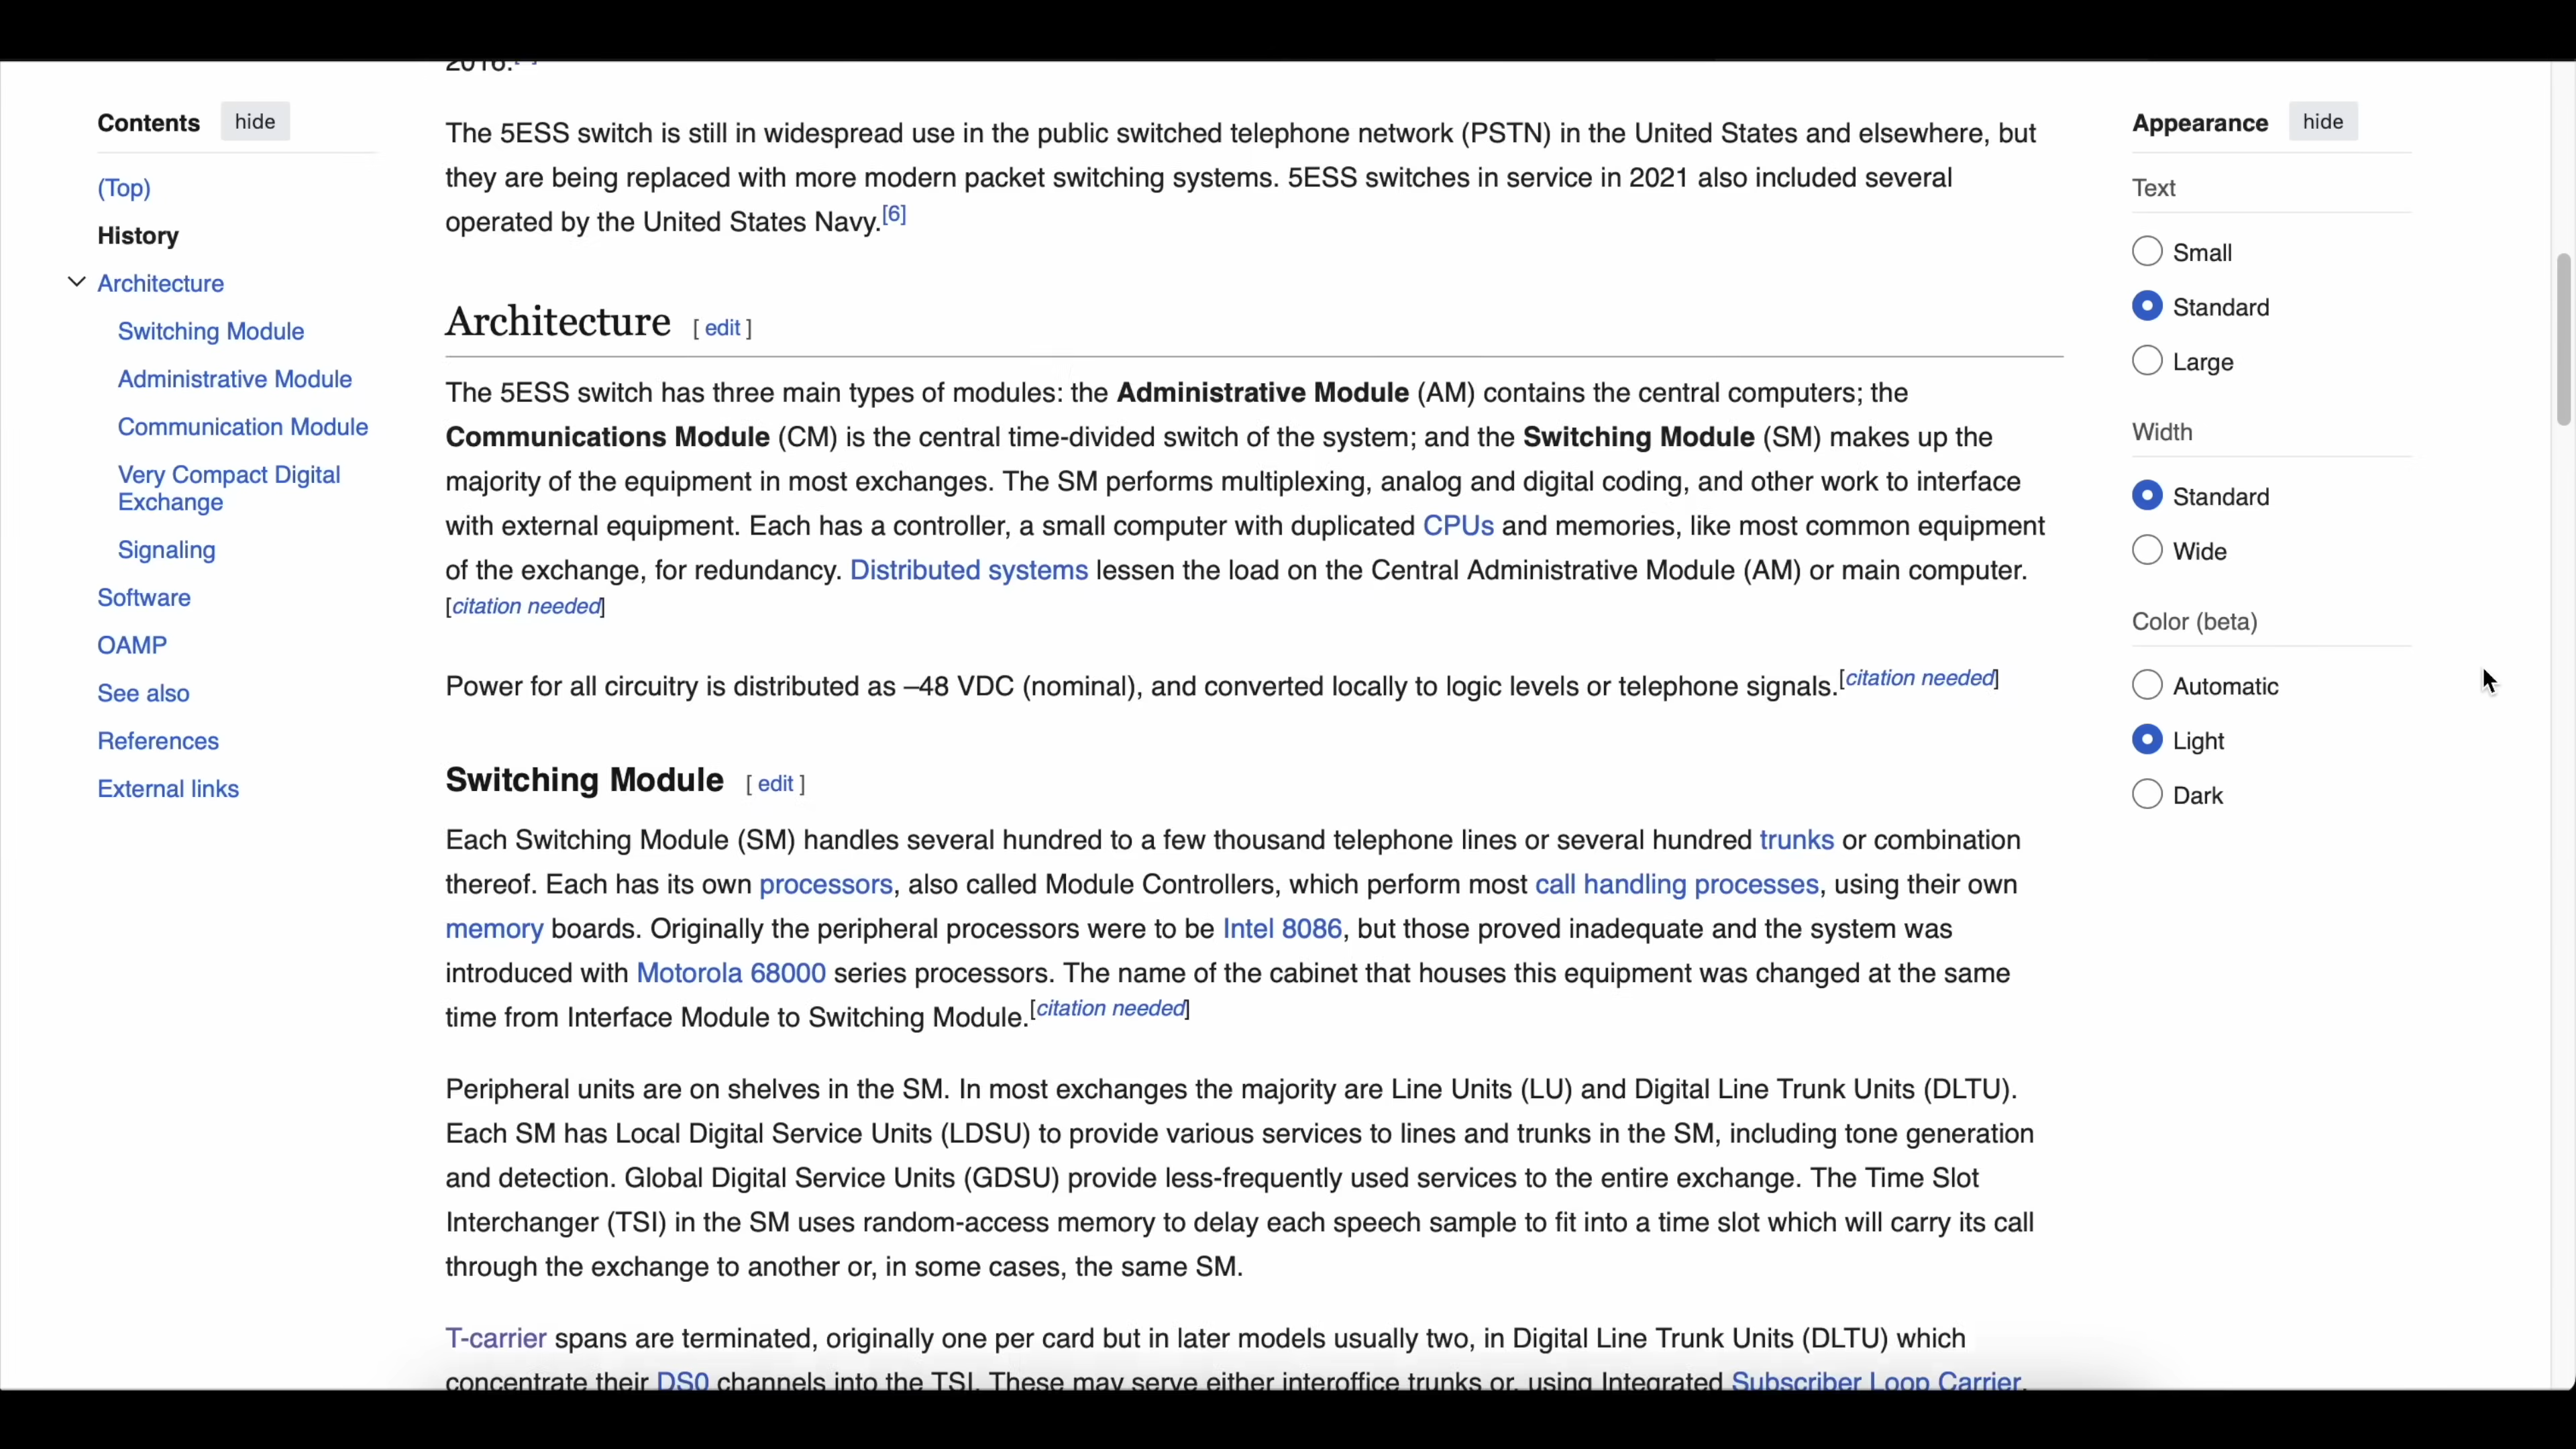 2016.
Contents hide
(Top)
History
Architecture
Switching Module
Administrative Module
Communication Module
Very Compact Digital
Exchange
Signaling
Software
OAMP
See also
References
External links
The 5ESS switch is still in widespread use in the public switched telephone network (PSTN) in the United States and elsewhere, but
they are being replaced with more modern packet switching systems. 5ESS switches in service in 2021 also included several
operated by the United States Navy.[6]
Architecture [ edit ]
The 5ESS switch has three main types of modules: the Administrative Module (AM) contains the central computers; the
Communications Module (CM) is the central time-divided switch of the system; and the Switching Module (SM) makes up the
majority of the equipment in most exchanges. The SM performs multiplexing, analog and digital coding, and other work to interface
with external equipment. Each has a controller, a small computer with duplicated CPUs and memories, like most common equipment
of the exchange, for redundancy. Distributed systems lessen the load on the Central Administrative Module (AM) or main computer.
[citation needed]
Power for all circuitry is distributed as –48 VDC (nominal), and converted locally to logic levels or telephone signals.[citation needed]
Switching Module [ edit ]
Each Switching Module (SM) handles several hundred to a few thousand telephone lines or several hundred trunks or combination
thereof. Each has its own processors, also called Module Controllers, which perform most call handling processes, using their own
memory boards. Originally the peripheral processors were to be Intel 8086, but those proved inadequate and the system was
introduced with Motorola 68000 series processors. The name of the cabinet that houses this equipment was changed at the same
time from Interface Module to Switching Module.[citation needed]
Peripheral units are on shelves in the SM. In most exchanges the majority are Line Units (LU) and Digital Line Trunk Units (DLTU).
Each SM has Local Digital Service Units (LDSU) to provide various services to lines and trunks in the SM, including tone generation
and detection. Global Digital Service Units (GDSU) provide less-frequently used services to the entire exchange. The Time Slot
Interchanger (TSI) in the SM uses random-access memory to delay each speech sample to fit into a time slot which will carry its call
through the exchange to another or, in some cases, the same SM.
T-carrier spans are terminated, originally one per card but in later models usually two, in Digital Line Trunk Units (DLTU) which
concentrate their DS0 channels into the TSI. These may serve either interoffice trunks or, using Integrated Subscriber Loop Carrier,
Appearance hide
Text
Small
Standard
Large
Width
Standard
Wide
Color (beta)
Automatic
Light
Dark